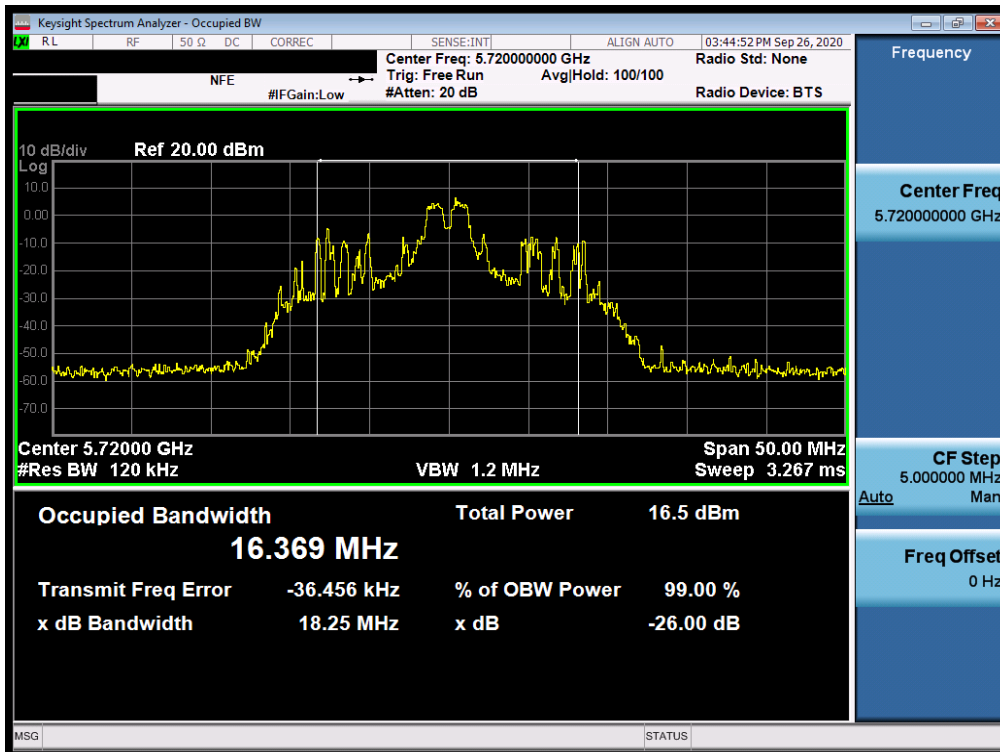 Keysight Spectrum Analyzer - Occupied BW
LXI RL RF 50 Ω DC CORREC SENSE:INT ALIGN AUTO 03:44:52 PM Sep 26, 2020
Center Freq: 5.720000000 GHz Radio Std: None
NFE Trig: Free Run Avg|Hold: 100/100
#IFGain:Low #Atten: 20 dB Radio Device: BTS
10 dB/div Ref 20.00 dBm
Log
10.0
0.00
-10.0
-20.0
-30.0
-40.0
-50.0
-60.0
-70.0
Center 5.72000 GHz Span 50.00 MHz
#Res BW 120 kHz VBW 1.2 MHz Sweep 3.267 ms
Occupied Bandwidth Total Power 16.5 dBm
16.369 MHz
Transmit Freq Error -36.456 kHz % of OBW Power 99.00 %
x dB Bandwidth 18.25 MHz x dB -26.00 dB
Frequency
Center Freq
5.720000000 GHz
CF Step
5.000000 MHz
Auto Man
Freq Offset
0 Hz
MSG STATUS